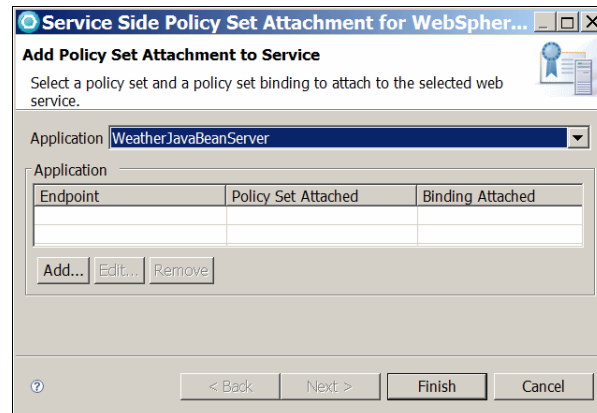 Service Side Policy Set Attachment for WebSpher...
Add Policy Set Attachment to Service
Select a policy set and a policy set binding to attach to the selected web
service.
Application WeatherJavaBeanServer
Application
Endpoint Policy Set Attached Binding Attached
Add... Edit... Remove
? < Back Next > Finish Cancel